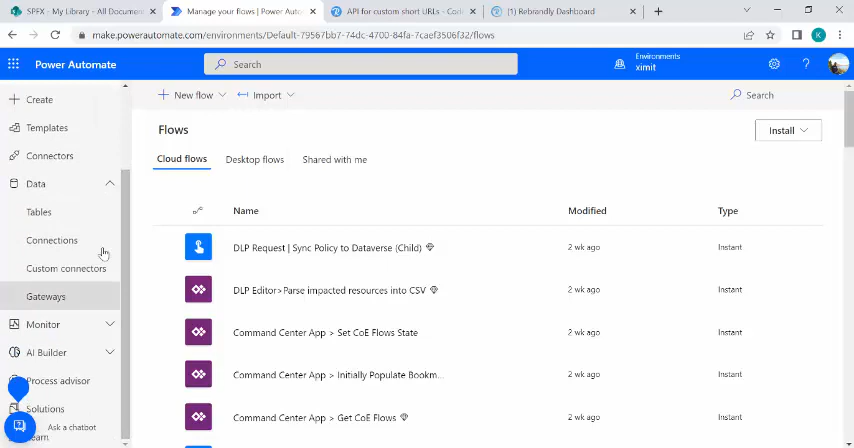 SPFX - My Library - All Documen
Manage your flows | Power Autom
API for custom short URLs - Cod
(1) Rebrandly Dashboard
make.powerautomate.com/environments/Default-79567bb7-74dc-4700-84fa-7caef3506f32/flows
K
Power Automate
Search
Environments
ximit
Create
Templates
Connectors
Data
Tables
Connections
Custom connectors
Gateways
Monitor
AI Builder
Process advisor
Solutions
Ask a chatbot
Learn
New flow
Import
Search
Flows
Install
Cloud flows
Desktop flows
Shared with me
Name
Modified
Type
DLP Request | Sync Policy to Dataverse (Child)
2 wk ago
Instant
DLP Editor>Parse impacted resources into CSV
2 wk ago
Instant
Command Center App > Set CoE Flows State
2 wk ago
Instant
Command Center App > Initially Populate Bookm...
2 wk ago
Instant
Command Center App > Get CoE Flows
2 wk ago
Instant